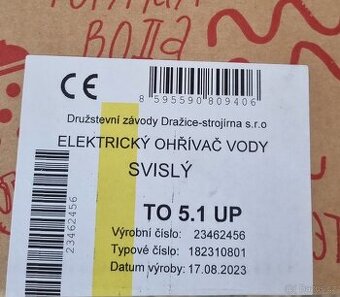 ВОДА
CE
8 595590 809406
Družstevní závody Dražice-strojírna s.r.o
ELEKTRICKÝ OHŘÍVAČ VODY
SVISLÝ
TO 5.1 UP
Výrobní číslo: 23462456
Typové číslo: 182310801
Datum výroby: 17.08.2023
23462456